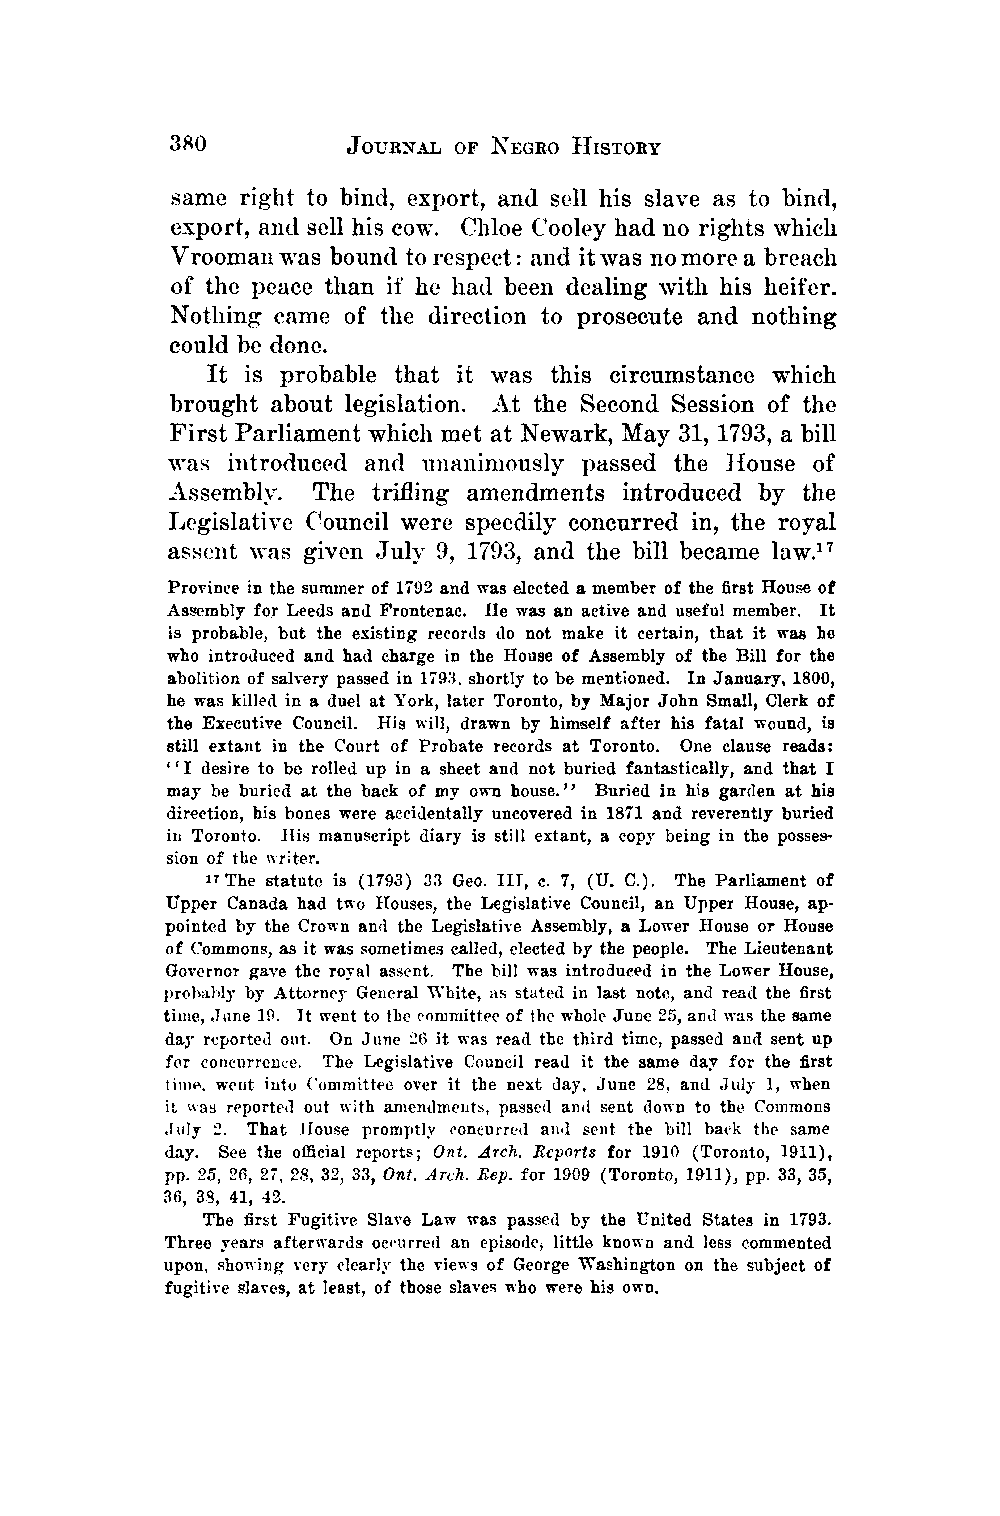 380 JOURNAL OF NEGRO HISTORY
same right to bind, export, and sell his slave as to bind,
export, and sell his cow. Chloe Cooley had no rights which
Vrooman was bound to respect: and it was no more a breach
of the peace than if he had been dealing with his heifer.
Nothing came of the direction to prosecute and nothing
could be done.
It is probable that it was this circumstance which
brought about legislation. At the Second Session of the
First Parliament which met at Newark, May 31, 1793, a bill
was introduced and unanimously passed the House of
Assembly. The trifling amendments introduced by the
Legislative Council were speedily concurred in, the royal
assent was given July 9, 1793, and the bill became law.¹⁷
Province in the summer of 1792 and was elected a member of the first House of
Assembly for Leeds and Frontenac. He was an active and useful member. It
is probable, but the existing records do not make it certain, that it was he
who introduced and had charge in the House of Assembly of the Bill for the
abolition of salvery passed in 1793, shortly to be mentioned. In January, 1800,
he was killed in a duel at York, later Toronto, by Major John Small, Clerk of
the Executive Council. His will, drawn by himself after his fatal wound, is
still extant in the Court of Probate records at Toronto. One clause reads:
"I desire to be rolled up in a sheet and not buried fantastically, and that I
may be buried at the back of my own house." Buried in his garden at his
direction, his bones were accidentally uncovered in 1871 and reverently buried
in Toronto. His manuscript diary is still extant, a copy being in the posses-
sion of the writer.
¹⁷ The statute is (1793) 33 Geo. III, c. 7, (U. C.). The Parliament of
Upper Canada had two Houses, the Legislative Council, an Upper House, ap-
pointed by the Crown and the Legislative Assembly, a Lower House or House
of Commons, as it was sometimes called, elected by the people. The Lieutenant
Governor gave the royal assent. The bill was introduced in the Lower House,
probably by Attorney General White, as stated in last note, and read the first
time, June 19. It went to the committee of the whole June 25, and was the same
day reported out. On June 26 it was read the third time, passed and sent up
for concurrence. The Legislative Council read it the same day for the first
time, went into Committee over it the next day, June 28, and July 1, when
it was reported out with amendments, passed and sent down to the Commons
July 2. That House promptly concurred and sent the bill back the same
day. See the official reports; Ont. Arch. Reports for 1910 (Toronto, 1911),
pp. 25, 26, 27, 28, 32, 33, Ont. Arch. Rep. for 1909 (Toronto, 1911), pp. 33, 35,
36, 38, 41, 42.
The first Fugitive Slave Law was passed by the United States in 1793.
Three years afterwards occurred an episode, little known and less commented
upon, showing very clearly the views of George Washington on the subject of
fugitive slaves, at least, of those slaves who were his own.